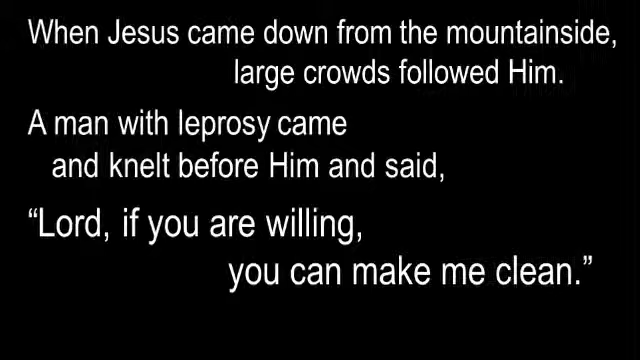 When Jesus came down from the mountainside,
large crowds followed Him.
A man with leprosy came
and knelt before Him and said,
“Lord, if you are willing,
you can make me clean.”